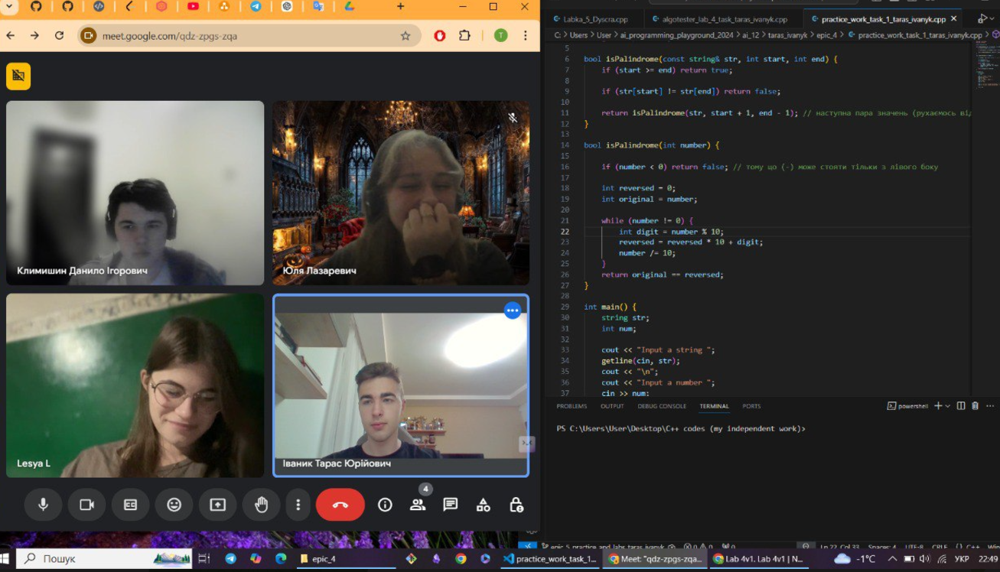 meet.google.com/qdz-zpgs-zqa
T
Климишин Данило Ігорович
Юля Лазаревич
Lesya L
Іваник Тарас Юрійович
4
Labka_5_Dyscra.cpp
algotester_lab_4_task_taras_ivanyk.cpp
practice_work_task_1_taras_ivanyk.cpp
C: > Users > User > ai_programming_playground_2024 > ai_12 > taras_ivanyk > epic_4 > practice_work_task_1_taras_ivanyk.cpp >
5
6 bool isPalindrome(const string& str, int start, int end) {
7 if (start >= end) return true;
8
9 if (str[start] != str[end]) return false;
10
11 return isPalindrome(str, start + 1, end - 1); // наступна пара значень (рухаємось від
12 }
13
14 bool isPalindrome(int number) {
15
16 if (number < 0) return false; // тому що (-) може стояти тільки з лівого боку
17
18 int reversed = 0;
19 int original = number;
20
21 while (number != 0) {
22 int digit = number % 10;
23 reversed = reversed * 10 + digit;
24 number /= 10;
25 }
26 return original == reversed;
27 }
28
29 int main() {
30 string str;
31 int num;
32
33 cout << "Input a string ";
34 getline(cin, str);
35 cout << "\n";
36 cout << "Input a number ";
37 cin >> num;
PROBLEMS OUTPUT DEBUG CONSOLE TERMINAL PORTS
powershell
PS C:\Users\User\Desktop\C++ codes (my independent work)>
epic_5_practice_and_labs_taras_ivanyk
Ln 22, Col 33 Spaces: 4 UTF-8 CRLF {} C++
Пошук
epic_4
practice_work_task_1...
Meet: "qdz-zpgs-zqa...
Lab 4v1. Lab 4v1 | N...
-1°C
УКР
22:49